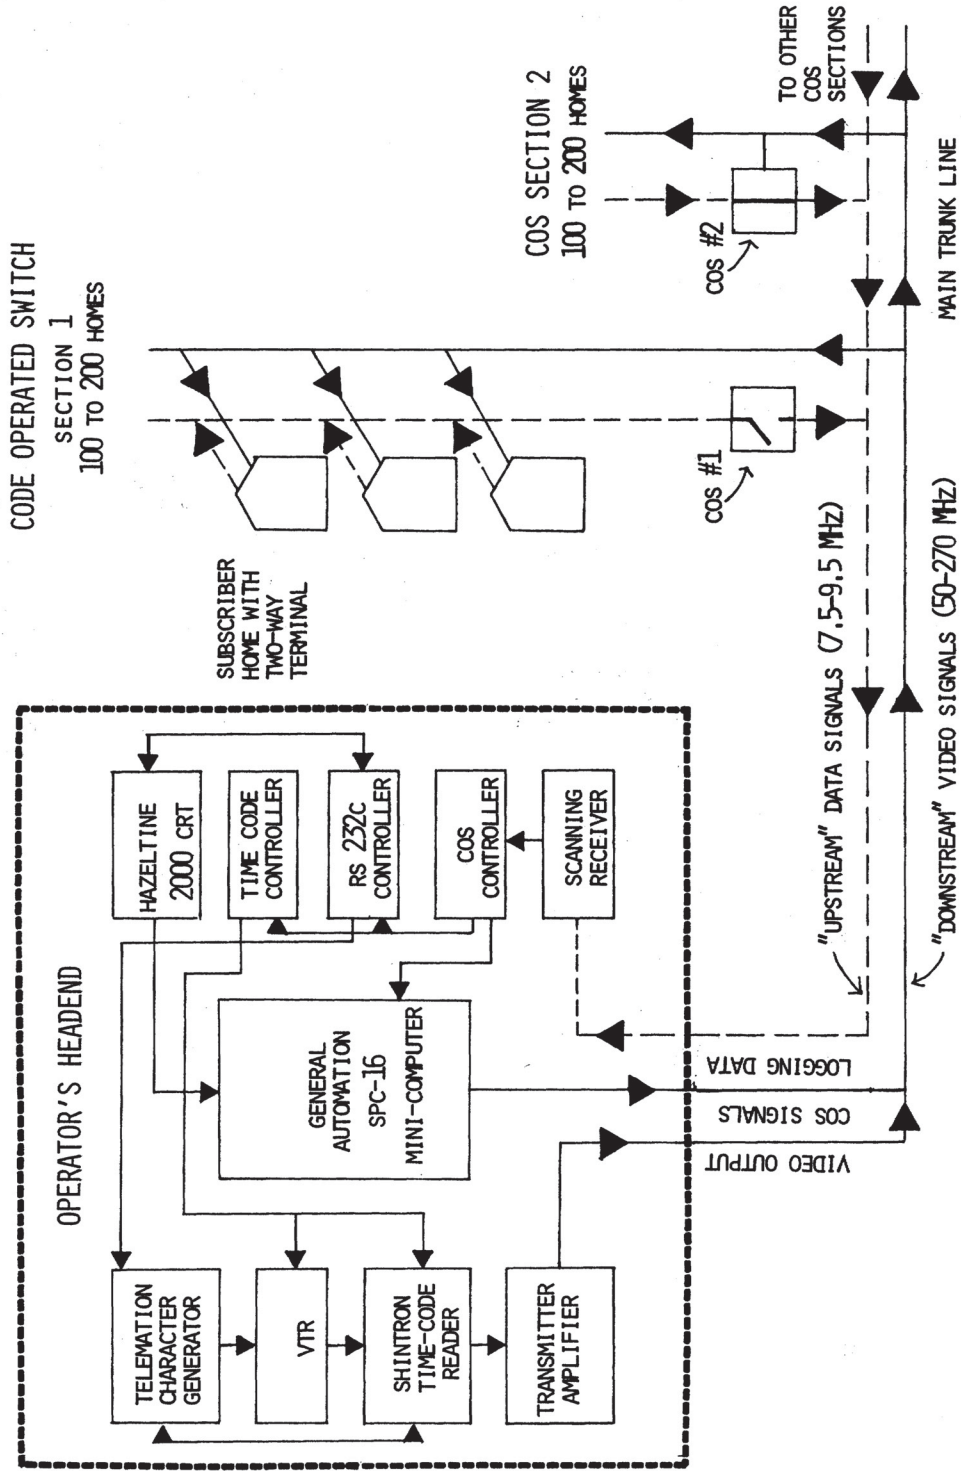 OPERATOR'S HEADEND
TELEMATION
CHARACTER
GENERATOR
VTR
SHINTRON
TIME-CODE
READER
TRANSMITTER
AMPLIFIER
GENERAL
AUTOMATION
SPC-16
MINI-COMPUTER
HAZELTINE
2000 CRT
TIME CODE
CONTROLLER
RS 232C
CONTROLLER
COS
CONTROLLER
SCANNING
RECEIVER
VIDEO OUTPUT
COS SIGNALS
LOGGING DATA
CODE OPERATED SWITCH
SECTION 1
100 TO 200 HOMES
SUBSCRIBER
HOME WITH
TWO-WAY
TERMINAL
COS #1
COS SECTION 2
100 TO 200 HOMES
COS #2
TO OTHER
COS
SECTIONS
"UPSTREAM" DATA SIGNALS (7.5-9.5 MHz)
"DOWNSTREAM" VIDEO SIGNALS (50-270 MHz)
MAIN TRUNK LINE